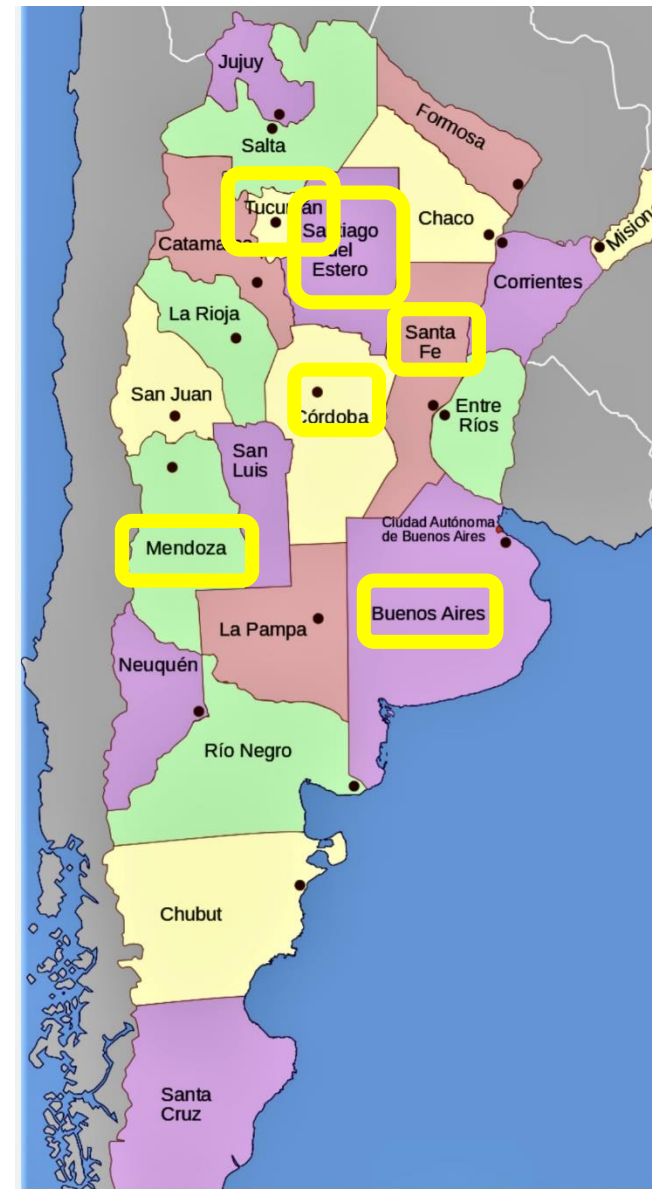 Jujuy
Formosa
Salta
Tucumán
Chaco
Misiones
Santiago
del
Estero
Catamarca
Corrientes
La Rioja
Santa
Fe
San Juan
Córdoba
Entre
Ríos
San
Luis
Ciudad Autónoma
de Buenos Aires
Mendoza
Buenos Aires
La Pampa
Neuquén
Río Negro
Chubut
Santa
Cruz